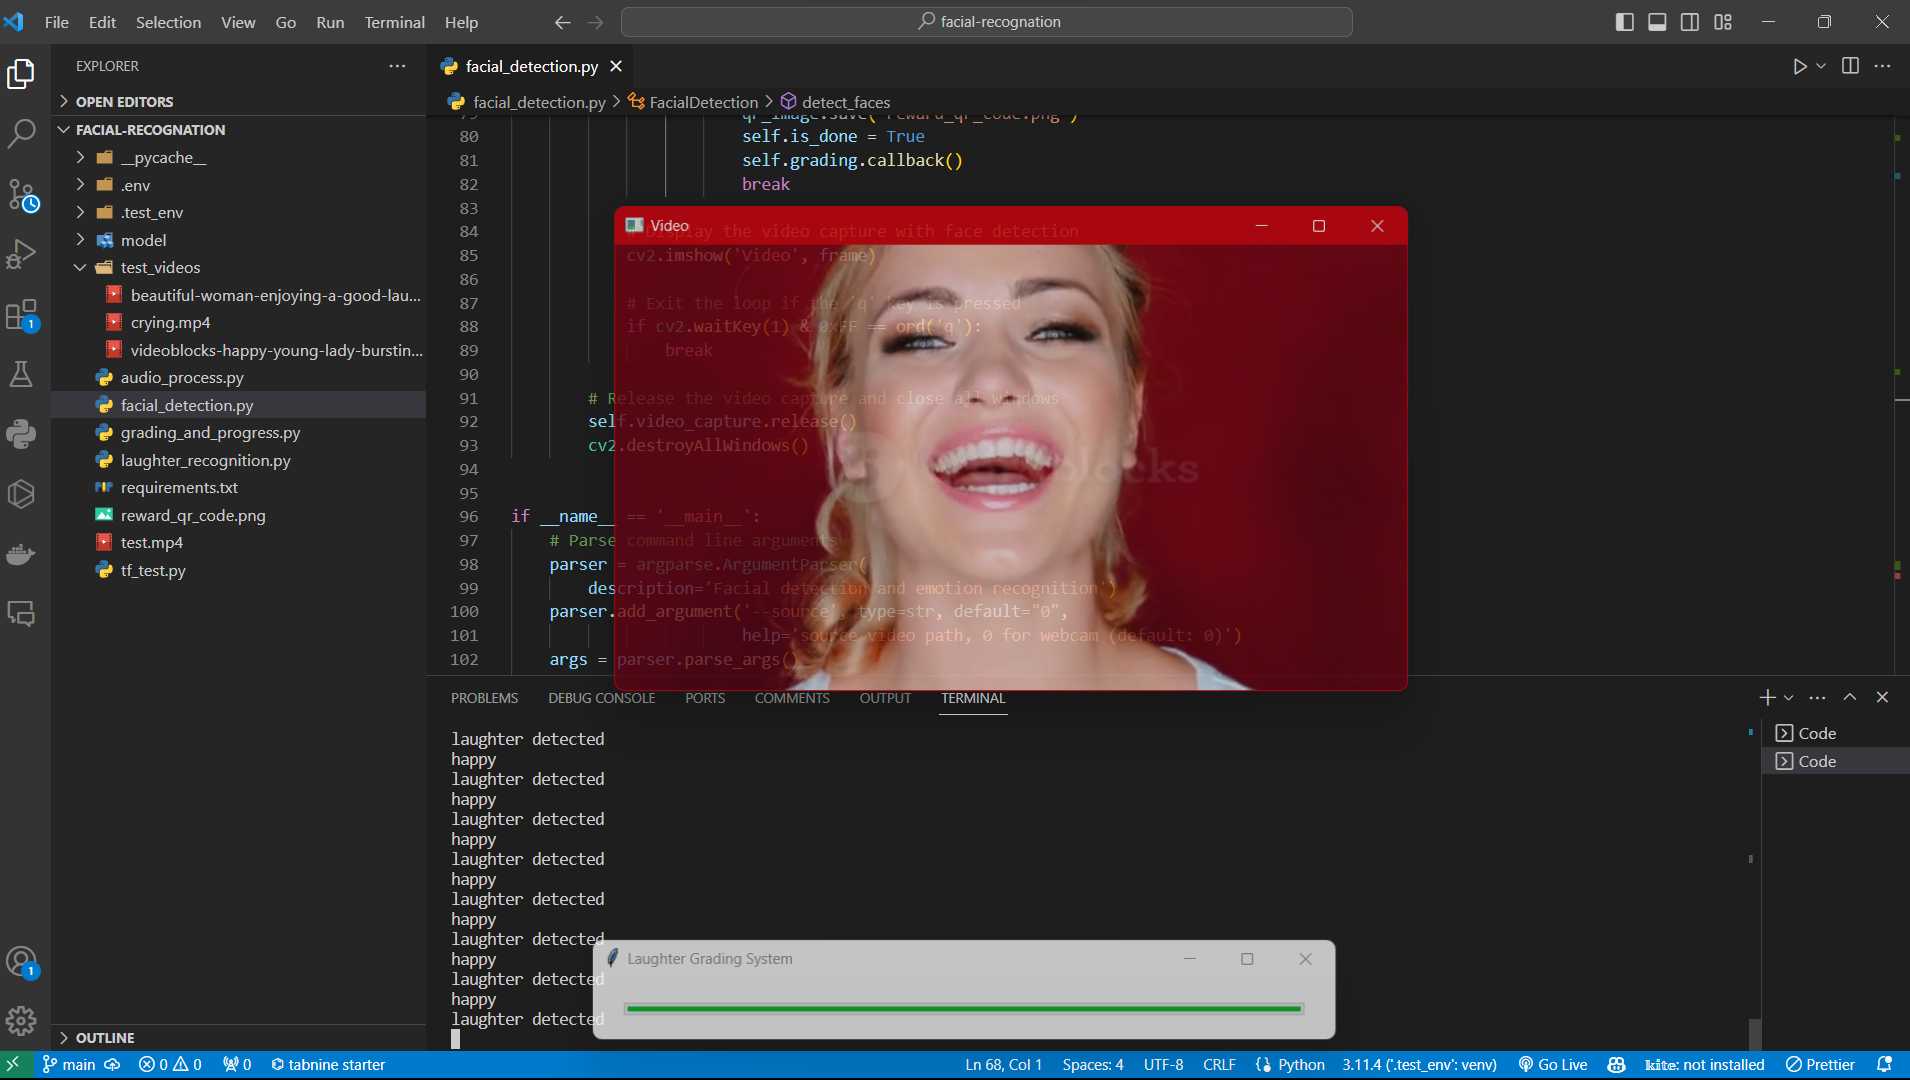 File Edit Selection View Go Run Terminal Help
facial-recognation
EXPLORER
OPEN EDITORS
FACIAL-RECOGNATION
__pycache__
.env
.test_env
model
test_videos
beautiful-woman-enjoying-a-good-lau...
crying.mp4
videoblocks-happy-young-lady-burstin...
audio_process.py
facial_detection.py
grading_and_progress.py
laughter_recognition.py
requirements.txt
reward_qr_code.png
test.mp4
tf_test.py
OUTLINE
facial_detection.py
facial_detection.py > FacialDetection > detect_faces
79 qr_image.save("reward_qr_code.png")
80 self.is_done = True
81 self.grading.callback()
82 break
83
Video
84 # Display the video capture with face detection
85 cv2.imshow('Video', frame)
86
87 # Exit the loop if the 'q' key is pressed
88 if cv2.waitKey(1) & 0xFF == ord('q'):
89 break
90
91 # Release the video capture and close all windows
92 self.video_capture.release()
93 cv2.destroyAllWindows()
94
95
96 if __name__ == '__main__':
97 # Parse command line arguments
98 parser = argparse.ArgumentParser(
99 description='Facial detection and emotion recognition')
100 parser.add_argument('--source', type=str, default="0",
101 help='source video path, 0 for webcam (default: 0)')
102 args = parser.parse_args()
blocks
PROBLEMS DEBUG CONSOLE PORTS COMMENTS OUTPUT TERMINAL
laughter detected
happy
laughter detected
happy
laughter detected
happy
laughter detected
happy
laughter detected
happy
laughter detected
happy
laughter detected
happy
laughter detected
Code
Code
Laughter Grading System
1
1
main 0 0 0 tabnine starter Ln 68, Col 1 Spaces: 4 UTF-8 CRLF Python 3.11.4 ('.test_env': venv) Go Live kite: not installed Prettier